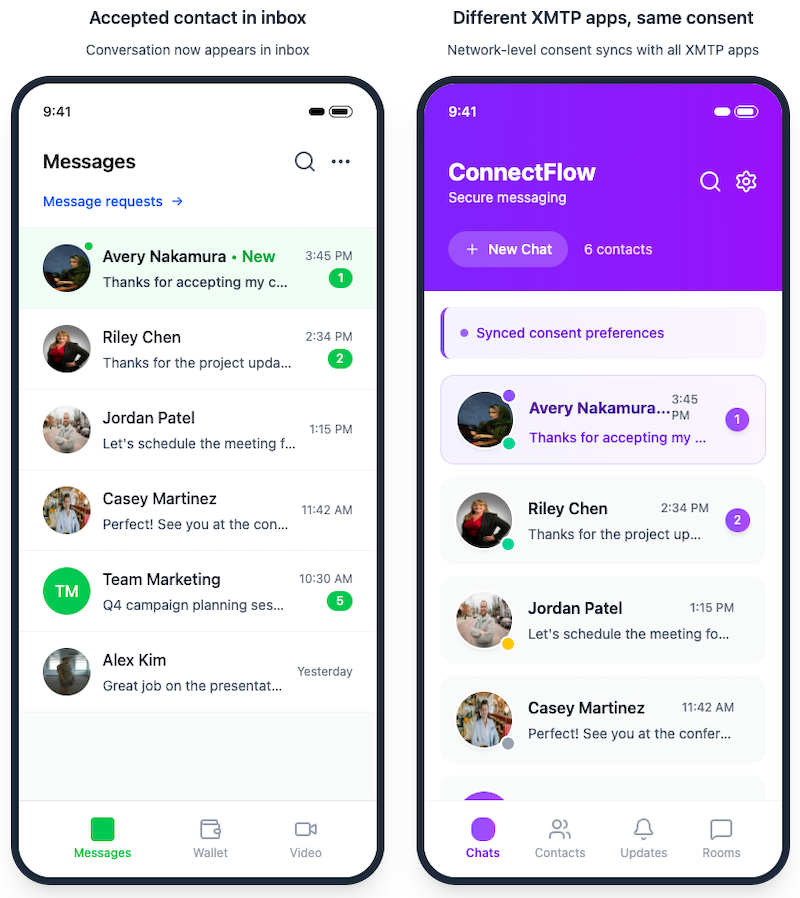 Accepted contact in inbox
Conversation now appears in inbox
9:41
Messages
Message requests →
Avery Nakamura • New
3:45 PM
Thanks for accepting my c...
1
Riley Chen
2:34 PM
Thanks for the project upda...
2
Jordan Patel
1:15 PM
Let's schedule the meeting f...
Casey Martinez
11:42 AM
Perfect! See you at the con...
TM
Team Marketing
10:30 AM
Q4 campaign planning ses...
5
Alex Kim
Yesterday
Great job on the presentat...
Messages
Wallet
Video
Different XMTP apps, same consent
Network-level consent syncs with all XMTP apps
9:41
ConnectFlow
Secure messaging
+ New Chat
6 contacts
Synced consent preferences
Avery Nakamura...
3:45
PM
Thanks for accepting my ...
1
Riley Chen
2:34 PM
Thanks for the project up...
2
Jordan Patel
1:15 PM
Let's schedule the meeting fo...
Casey Martinez
11:42 AM
Perfect! See you at the confer...
Chats
Contacts
Updates
Rooms